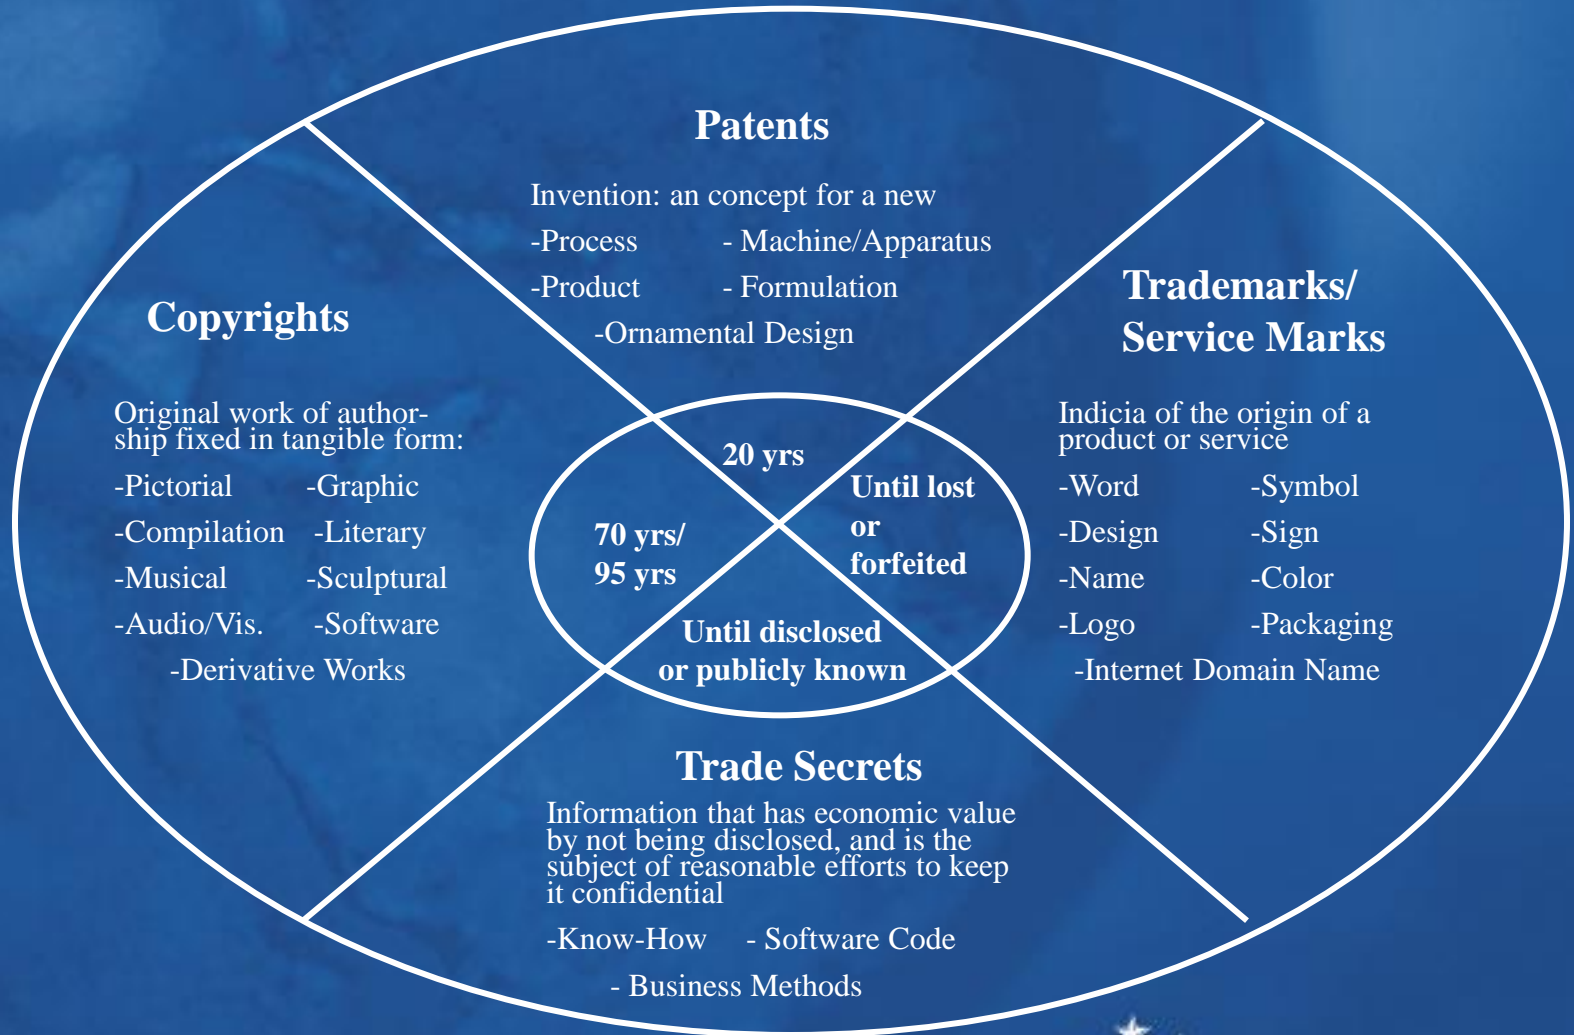 Patents
Invention: an concept for a new
-Process - Machine/Apparatus
-Product - Formulation
-Ornamental Design
Copyrights
Original work of author-
ship fixed in tangible form:
-Pictorial -Graphic
-Compilation -Literary
-Musical -Sculptural
-Audio/Vis. -Software
-Derivative Works
Trademarks/
Service Marks
Indicia of the origin of a
product or service
-Word -Symbol
-Design -Sign
-Name -Color
-Logo -Packaging
-Internet Domain Name
20 yrs
70 yrs/
95 yrs
Until lost
or
forfeited
Until disclosed
or publicly known
Trade Secrets
Information that has economic value
by not being disclosed, and is the
subject of reasonable efforts to keep
it confidential
-Know-How - Software Code
- Business Methods